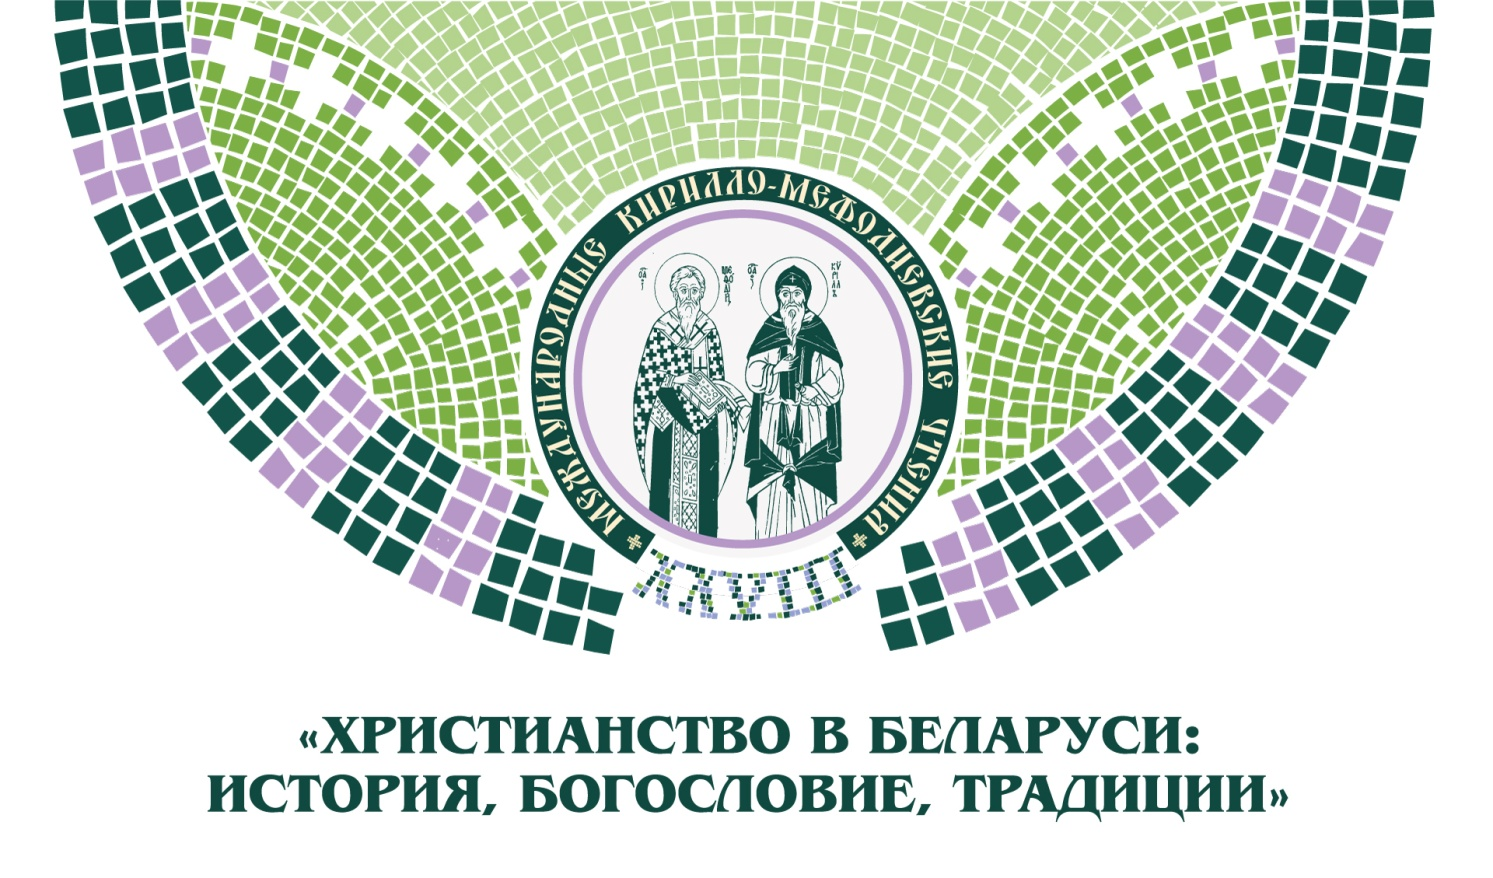 МЕЖДУНАРОДНЫЕ КИРИЛЛО-МЕФОДИЕВСКИЕ ЧТЕНИЯ
XXVIII
«ХРИСТИАНСТВО В БЕЛАРУСИ:
ИСТОРИЯ, БОГОСЛОВИЕ, ТРАДИЦИИ»